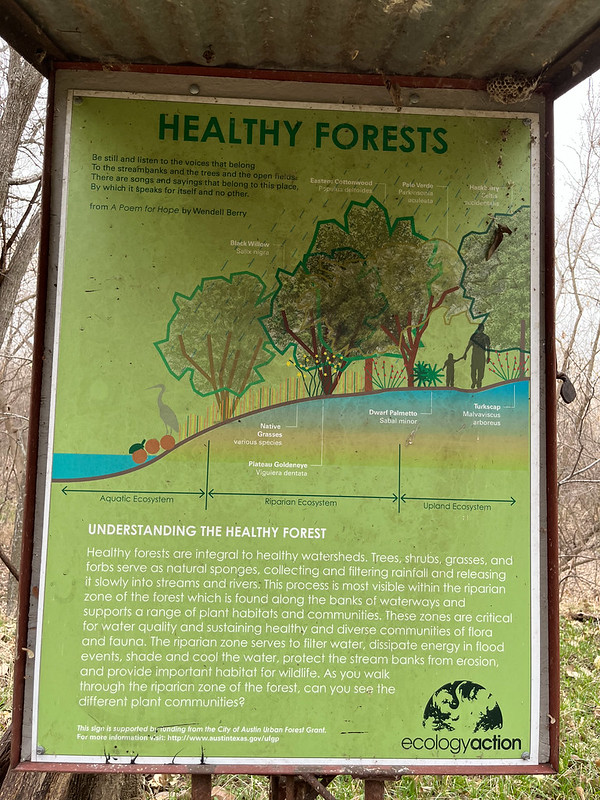 HEALTHY FORESTS
Be still and listen to the voices that belong
To the streambanks and the trees and the open fields.
There are songs and sayings that belong to this place,
By which it speaks for itself and no other.
from A Poem for Hope by Wendell Berry
Eastern Cottonwood
Populus deltoides
Palo Verde
Parkinsonia
aculeata
Hackberry
Celtis
occidentalis
Black Willow
Salix nigra
Native
Grasses
various species
Plateau Goldeneye
Viguiera dentata
Dwarf Palmetto
Sabal minor
Turkscap
Malvaviscus
arboreus
Aquatic Ecosystem
Riparian Ecosystem
Upland Ecosystem
UNDERSTANDING THE HEALTHY FOREST
Healthy forests are integral to healthy watersheds. Trees, shrubs, grasses, and
forbs serve as natural sponges, collecting and filtering rainfall and releasing
it slowly into streams and rivers. This process is most visible within the riparian
zone of the forest which is found along the banks of waterways and
supports a range of plant habitats and communities. These zones are critical
for water quality and sustaining healthy and diverse communities of flora
and fauna. The riparian zone serves to filter water, dissipate energy in flood
events, shade and cool the water, protect the stream banks from erosion,
and provide important habitat for wildlife. As you walk
through the riparian zone of the forest, can you see the
different plant communities?
This sign is supported by funding from the City of Austin Urban Forest Grant.
For more information visit: http://www.austintexas.gov/ufgp
ecologyaction